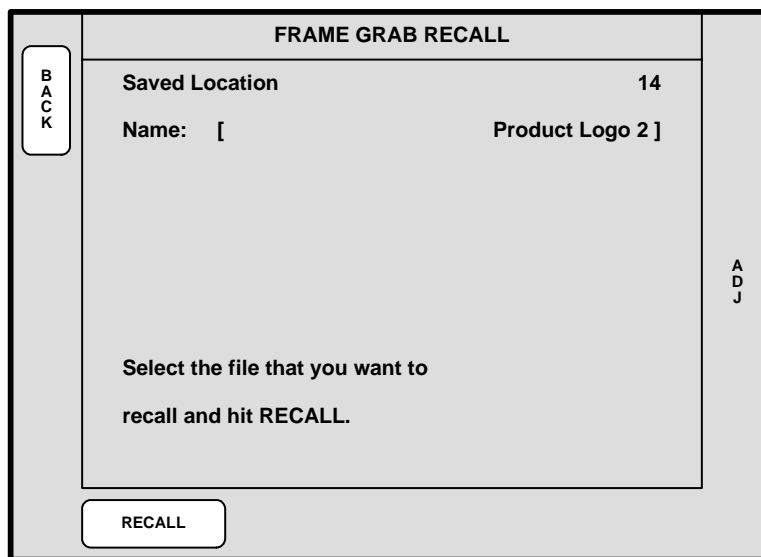 FRAME GRAB RECALL
BACK
Saved Location 14
Name: [ Product Logo 2 ]
ADJ
Select the file that you want to
recall and hit RECALL.
RECALL